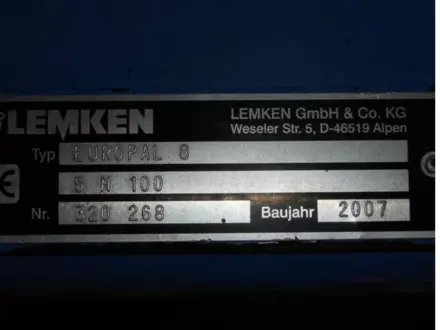 LEMKEN
LEMKEN GmbH & Co. KG
Weseler Str. 5, D-46519 Alpen
Typ EUROPAL 8
5 N 100
CE
Nr. 320 268 Baujahr 2007